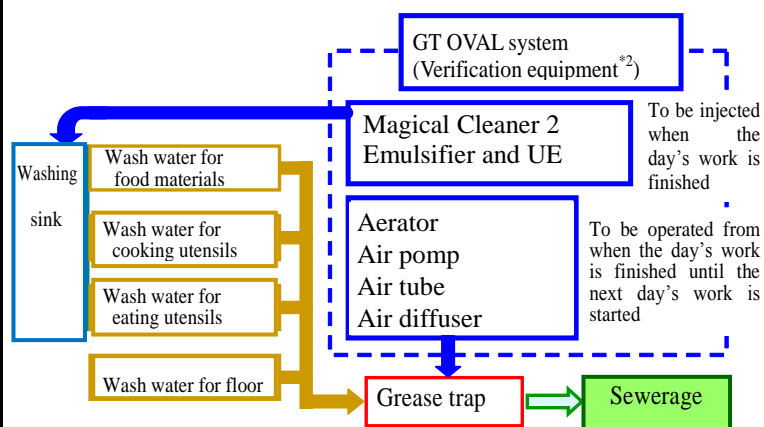 GT OVAL system
(Verification equipment*2)
Magical Cleaner 2
Emulsifier and UE
To be injected
when the
day's work is
finished
Washing
sink
Wash water for
food materials
Wash water for
cooking utensils
Wash water for
eating utensils
Wash water for floor
Aerator
Air pomp
Air tube
Air diffuser
To be operated from
when the day's work
is finished until the
next day's work is
started
Grease trap
Sewerage